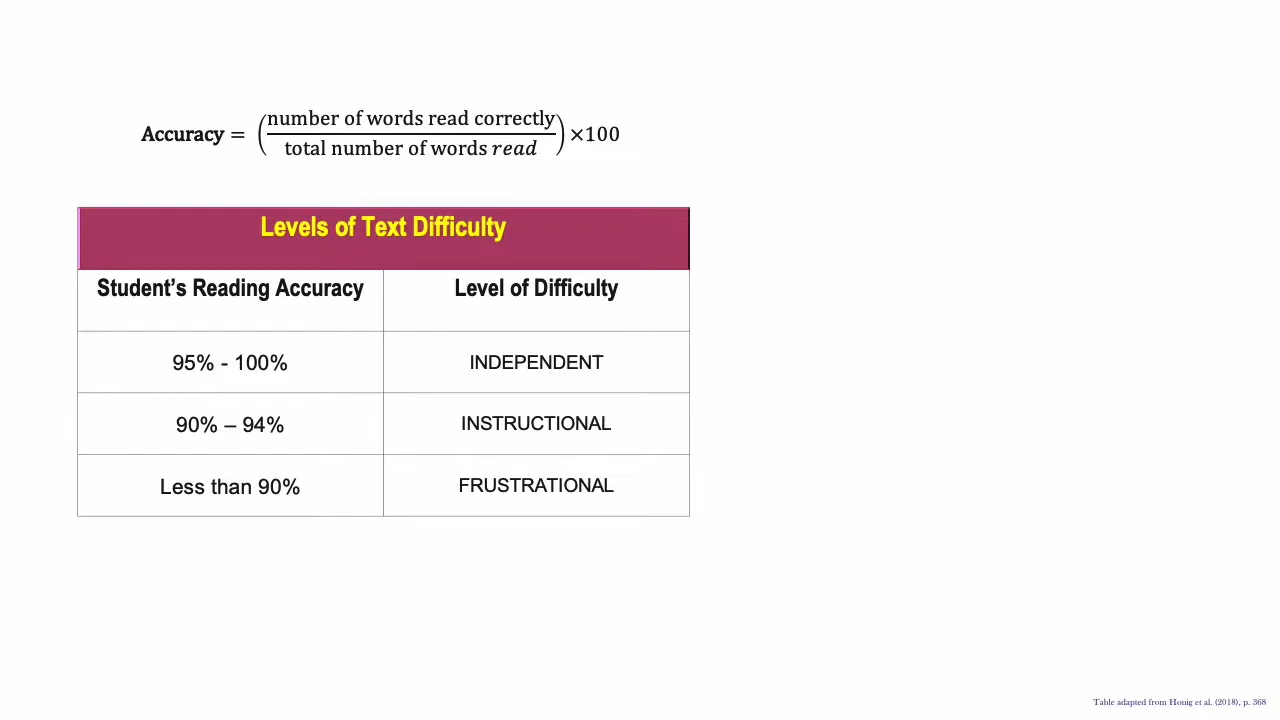 Accuracy = (number of words read correctly / total number of words read) ×100
Levels of Text Difficulty
Student’s Reading Accuracy Level of Difficulty
95% - 100% INDEPENDENT
90% – 94% INSTRUCTIONAL
Less than 90% FRUSTRATIONAL
Table adapted from Honig et al. (2018), p. 368